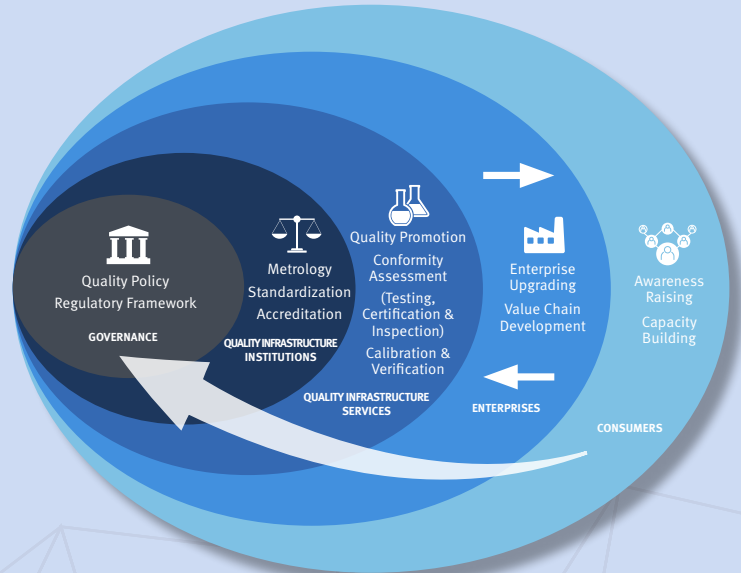 Quality Policy
Regulatory Framework
GOVERNANCE
Metrology
Standardization
Accreditation
QUALITY INFRASTRUCTURE
INSTITUTIONS
Quality Promotion
Conformity
Assessment
(Testing,
Certification &
Inspection)
Calibration &
Verification
QUALITY INFRASTRUCTURE
SERVICES
Enterprise
Upgrading
Value Chain
Development
ENTERPRISES
Awareness
Raising
Capacity
Building
CONSUMERS